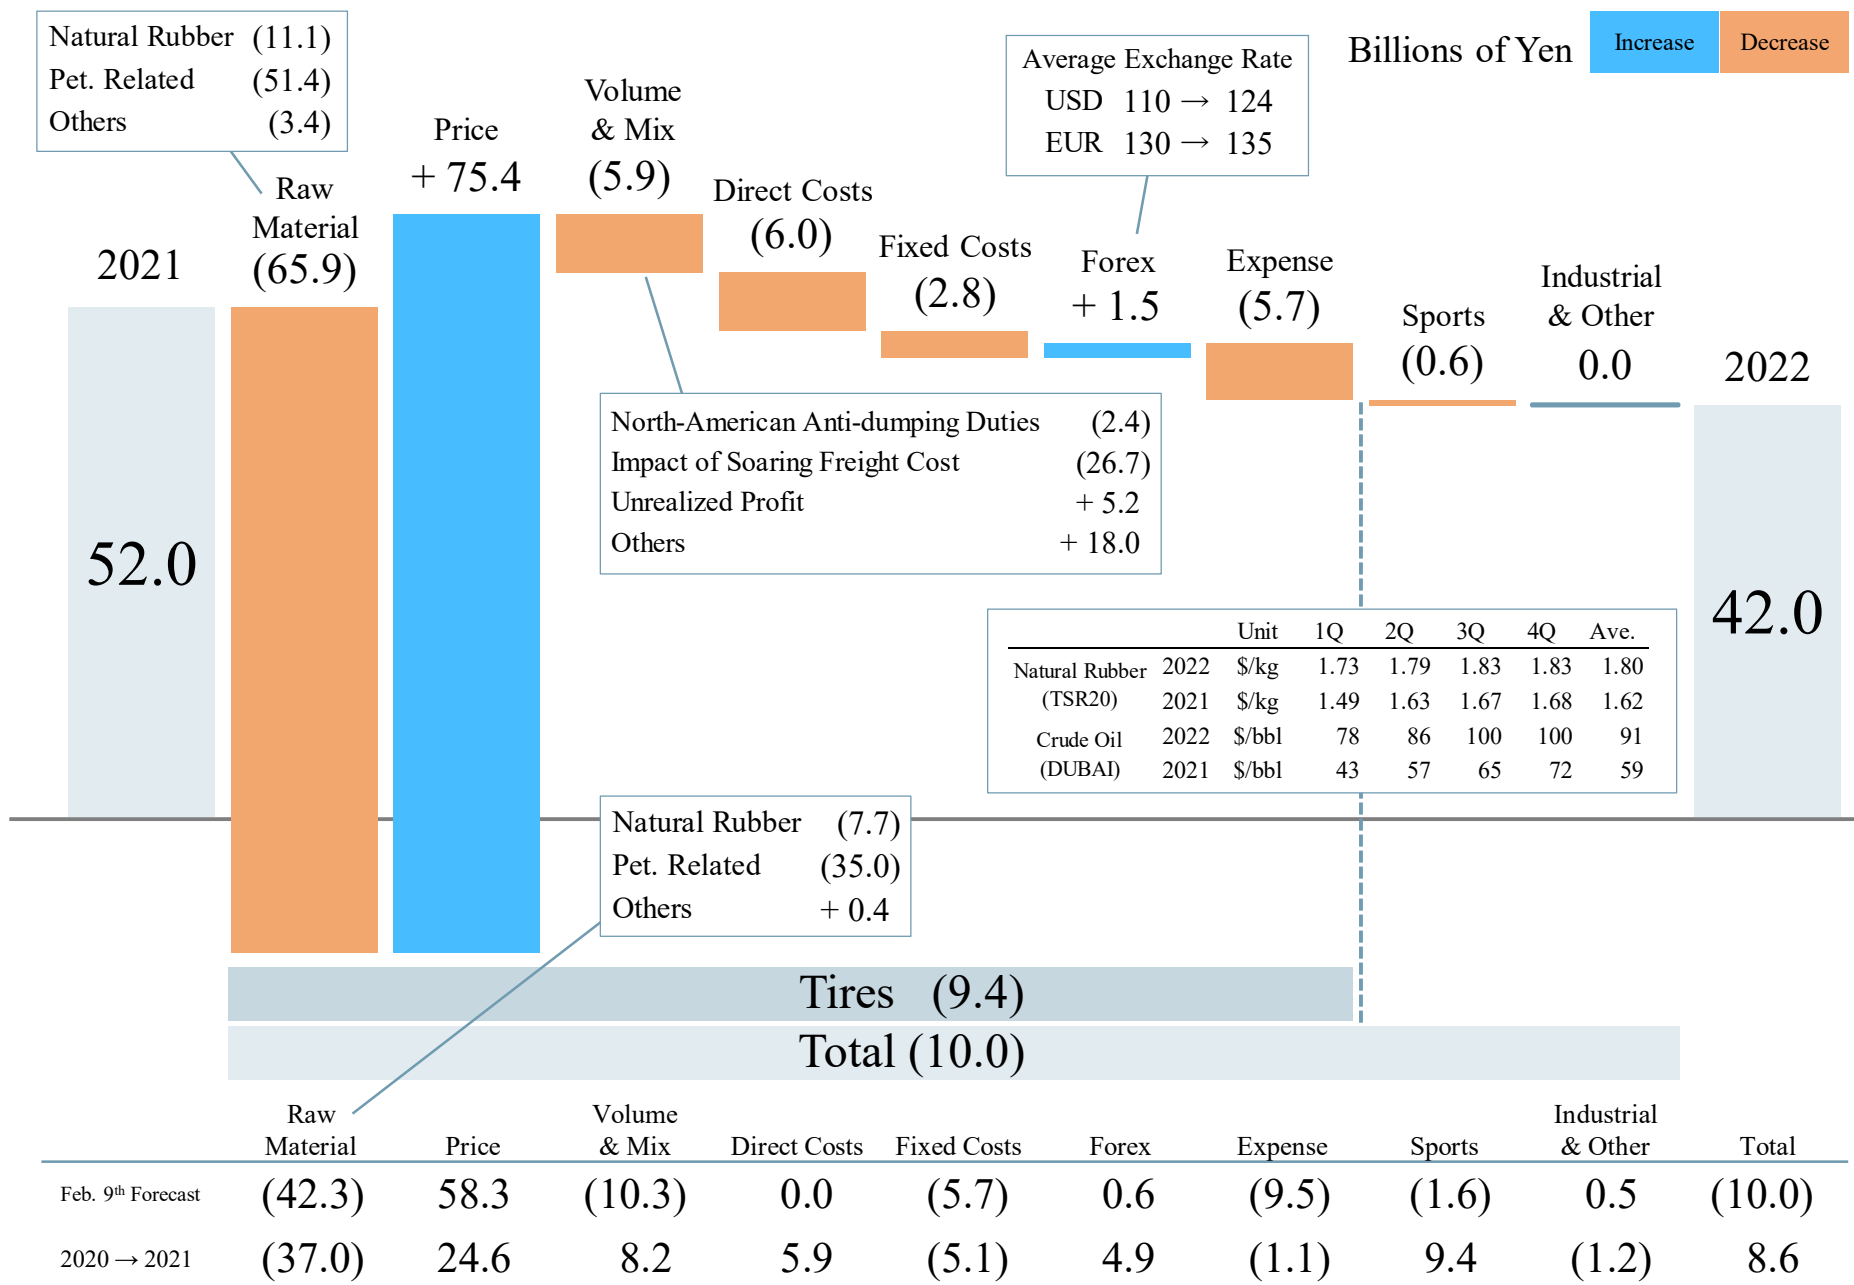 Billions of Yen Increase Decrease
Natural Rubber (11.1)
Pet. Related (51.4)
Others (3.4)
Average Exchange Rate
USD 110 → 124
EUR 130 → 135
2021
Raw
Material
(65.9)
Price
+ 75.4
Volume
& Mix
(5.9)
Direct Costs
(6.0)
Fixed Costs
(2.8)
Forex
+ 1.5
Expense
(5.7)
Sports
(0.6)
Industrial
& Other
0.0
2022
52.0
42.0
North-American Anti-dumping Duties (2.4)
Impact of Soaring Freight Cost (26.7)
Unrealized Profit + 5.2
Others + 18.0
Unit 1Q 2Q 3Q 4Q Ave.
Natural Rubber
(TSR20)
2022 $/kg 1.73 1.79 1.83 1.83 1.80
2021 $/kg 1.49 1.63 1.67 1.68 1.62
Crude Oil
(DUBAI)
2022 $/bbl 78 86 100 100 91
2021 $/bbl 43 57 65 72 59
Natural Rubber (7.7)
Pet. Related (35.0)
Others + 0.4
Tires (9.4)
Total (10.0)
Raw
Material
Price
Volume
& Mix
Direct Costs
Fixed Costs
Forex
Expense
Sports
Industrial
& Other
Total
Feb. 9th Forecast (42.3) 58.3 (10.3) 0.0 (5.7) 0.6 (9.5) (1.6) 0.5 (10.0)
2020 → 2021 (37.0) 24.6 8.2 5.9 (5.1) 4.9 (1.1) 9.4 (1.2) 8.6